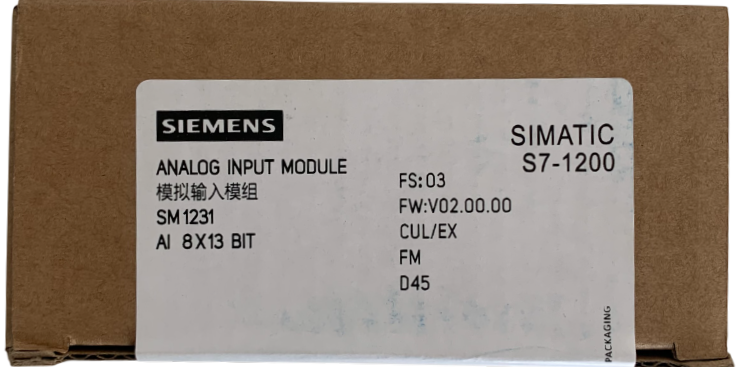 SIEMENS
SIMATIC
S7-1200
ANALOG INPUT MODULE
模拟输入模组
SM 1231
AI 8X13 BIT
FS: 03
FW:V02.00.00
CUL/EX
FM
D45
PACKAGING